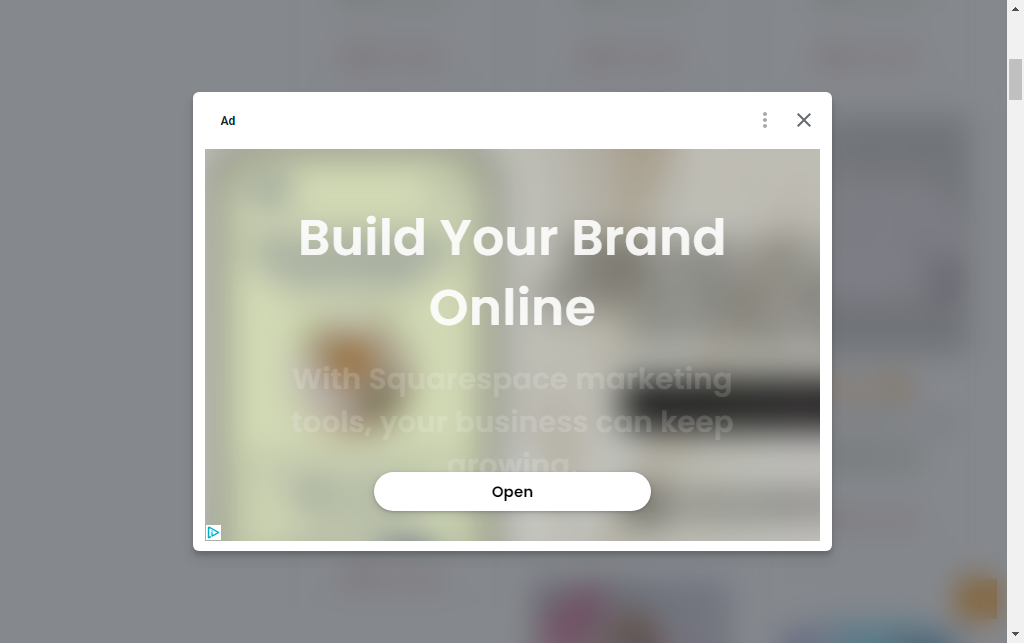 Ad
Build Your Brand
Online
With Squarespace marketing
tools, your business can keep
growing.
Open